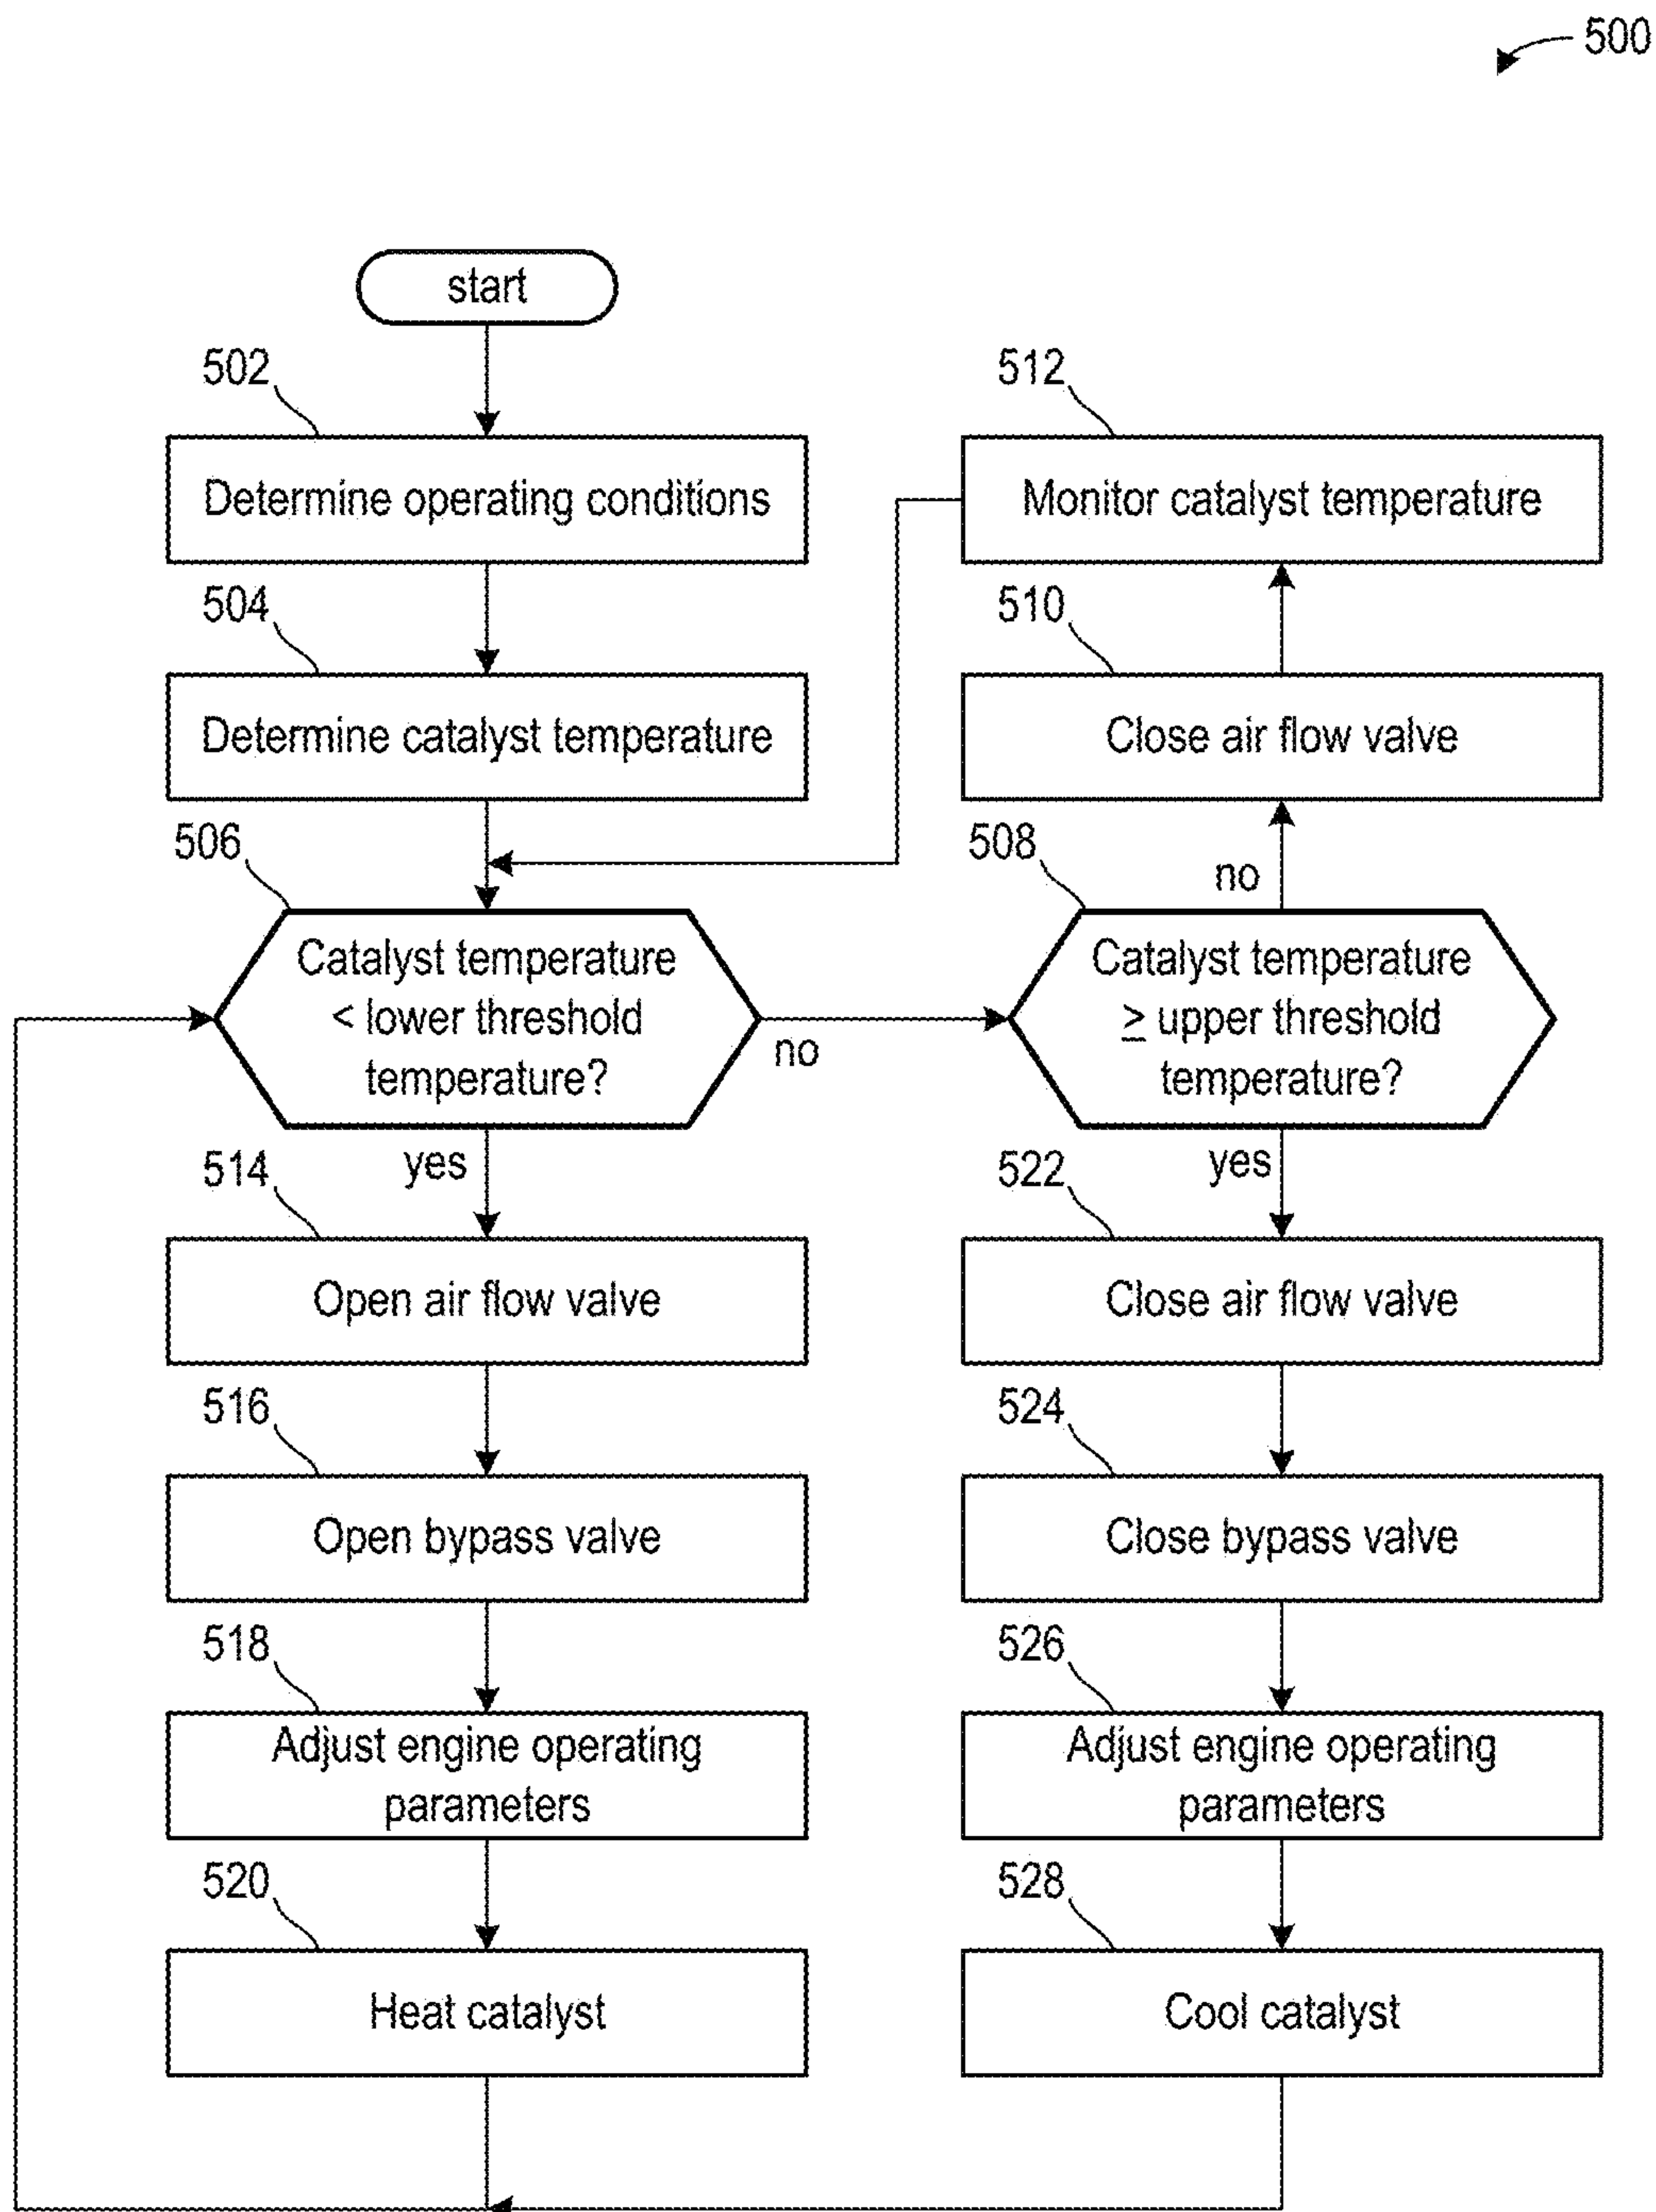 500
start
502
Determine operating conditions
504
Determine catalyst temperature
506
Catalyst temperature
< lower threshold
temperature?
no
yes
514
Open air flow valve
516
Open bypass valve
518
Adjust engine operating
parameters
520
Heat catalyst
512
Monitor catalyst temperature
510
Close air flow valve
508
no
Catalyst temperature
≥ upper threshold
temperature?
yes
522
Close air flow valve
524
Close bypass valve
526
Adjust engine operating
parameters
528
Cool catalyst